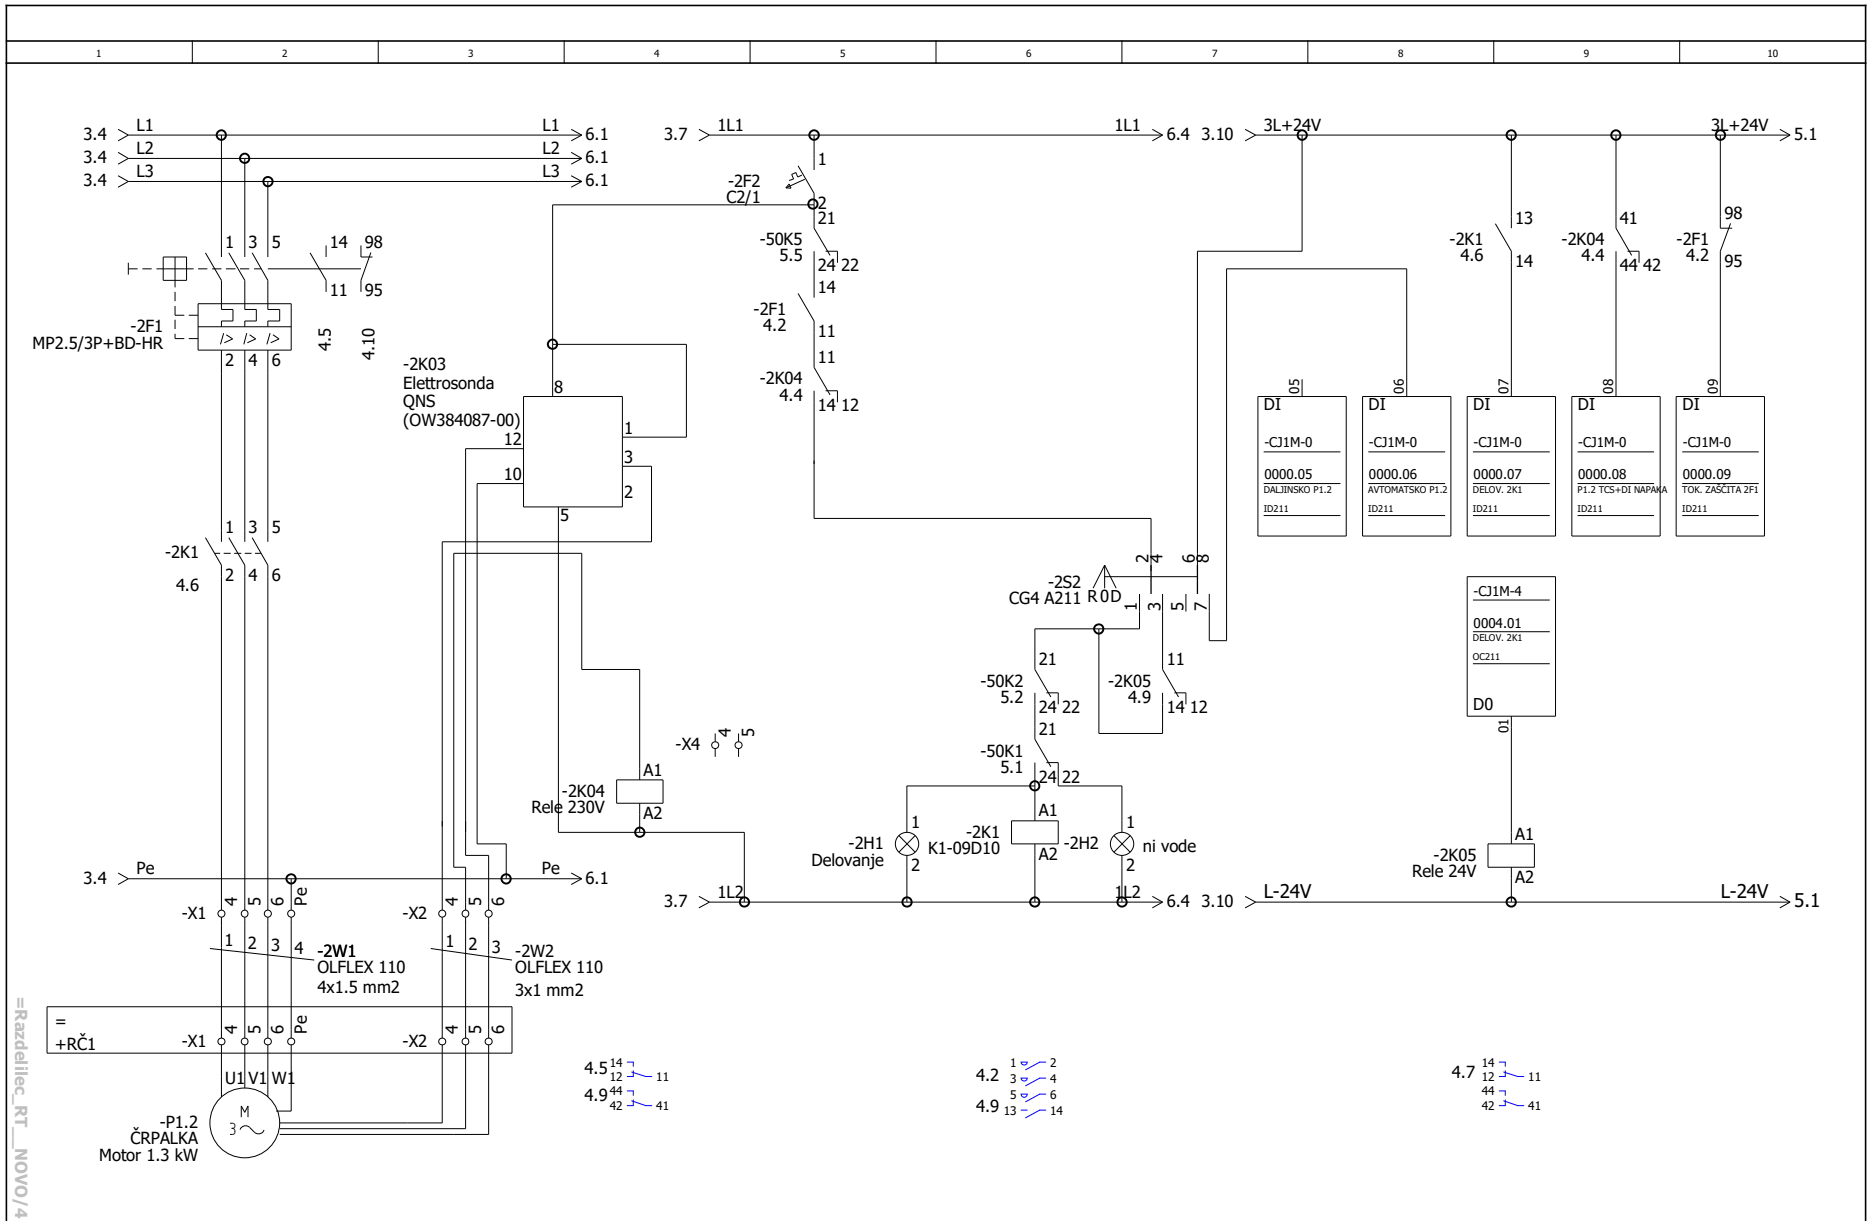 1 2 3 4 5 6 7 8 9 10
3.4 L1 L1 6.1
3.4 L2 L2 6.1
3.4 L3 L3 6.1
3.7 1L1 1L1 6.4
3.10 3L+24V 3L+24V 5.1
1 3 5 14 98
11 95
-2F1
MP2.5/3P+BD-HR
2 4 6
4.5 4.10
1 3 5
-2K1
4.6
2 4 6
-2K03
Elettrosonda
QNS
(OW384087-00)
8
12 1
10 3
2
5
1
-2F2
C2/1
2
21
-50K5
5.5
24 22
14
-2F1
4.2
11
11
-2K04
4.4
14 12
2 4 6 8
-2S2
CG4 A211
R 0 D
1 3 5 7
21
-50K2
5.2
24 22
21
-50K1
5.1
24 22
11
-2K05
4.9
14 12
13
-2K1
4.6
14
41
-2K04
4.4
44 42
98
-2F1
4.2
95
05
DI
-CJ1M-0
0000.05
DALJINSKO P1.2
ID211
06
DI
-CJ1M-0
0000.06
AVTOMATSKO P1.2
ID211
07
DI
-CJ1M-0
0000.07
DELOV. 2K1
ID211
08
DI
-CJ1M-0
0000.08
P1.2 TČS+DI NAPAKA
ID211
09
DI
-CJ1M-0
0000.09
TOK. ZAŠČITA 2F1
ID211
-CJ1M-4
0004.01
DELOV. 2K1
OC211
D0
01
-X4 4 5
A1
-2K04
Rele 230V
A2
1
-2H1
Delovanje
2
A1
-2K1
K1-09D10
A2
1
-2H2 ni vode
2
A1
-2K05
Rele 24V
A2
3.4 Pe Pe 6.1
3.7 1L2 1L2 6.4
3.10 L-24V L-24V 5.1
-X1 4 5 6 Pe
-X2 4 5 6
1 2 3 4
-2W1
OLFLEX 110
4x1.5 mm2
1 2 3
-2W2
OLFLEX 110
3x1 mm2
=
+RČ1
-X1 4 5 6 Pe
-X2 4 5 6
U1 V1 W1
M
3
-P1.2
ČRPALKA
Motor 1.3 kW
4.5 14
12 11
4.9 44
42 41
1 2
4.2 3 4
5 6
4.9 13 14
4.7 14
12 11
44
42 41
=Razdelilec_RT__NOVO/4